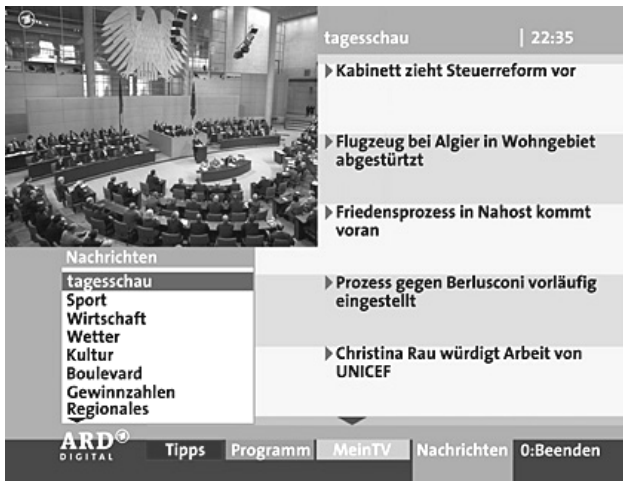 tagesschau | 22:35
Kabinett zieht Steuerreform vor
Flugzeug bei Algier in Wohngebiet
abgestürtzt
Friedensprozess in Nahost kommt
voran
Prozess gegen Berlusconi vorläufig
eingestellt
Christina Rau würdigt Arbeit von
UNICEF
Nachrichten
tagesschau
Sport
Wirtschaft
Wetter
Kultur
Boulevard
Gewinnzahlen
Regionales
ARD
DIGITAL
Tipps Programm MeinTV Nachrichten 0:Beenden